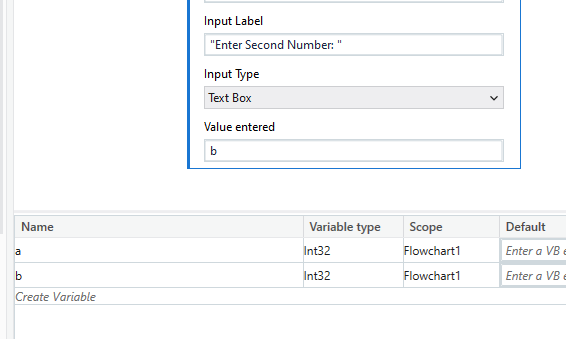 Input Label
"Enter Second Number: "
Input Type
Text Box
Value entered
b
Name Variable type Scope Default
a Int32 Flowchart1 Enter a VB e
b Int32 Flowchart1 Enter a VB e
Create Variable